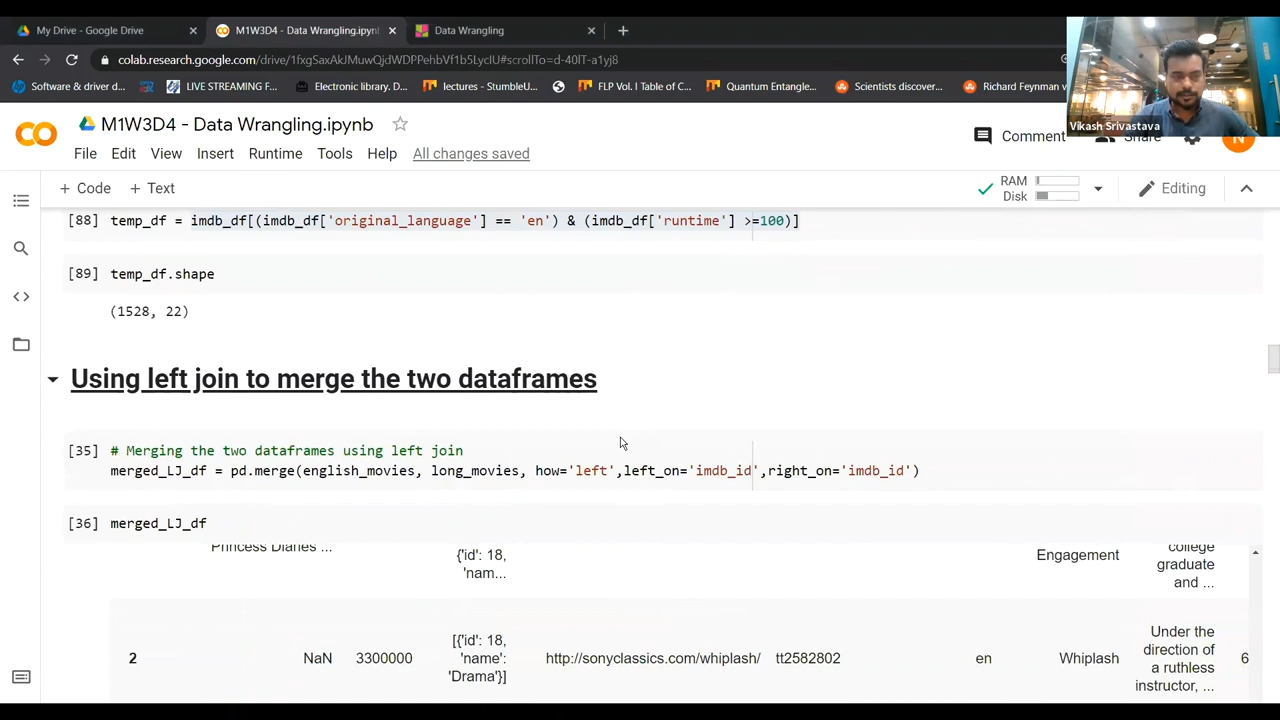 My Drive - Google Drive
M1W3D4 - Data Wrangling.ipynb
Data Wrangling
colab.research.google.com/drive/1fxgSaxAkJMuwQjdWDPPehbVf1b5LycIU#scrollTo=d-40lT-a1yj8
Software & driver d...
LIVE STREAMING F...
Electronic library. D...
lectures - StumbleU...
FLP Vol. I Table of C...
Quantum Entangle...
Scientists discover...
Richard Feynman
Vikash Srivastava
M1W3D4 - Data Wrangling.ipynb
Comment
Share
N
File Edit View Insert Runtime Tools Help All changes saved
+ Code + Text
RAM
Disk
Editing
[88] temp_df = imdb_df[(imdb_df['original_language'] == 'en') & (imdb_df['runtime'] >=100)]
[89] temp_df.shape
(1528, 22)
Using left join to merge the two dataframes
[35] # Merging the two dataframes using left join
merged_LJ_df = pd.merge(english_movies, long_movies, how='left',left_on='imdb_id',right_on='imdb_id')
[36] merged_LJ_df
Princess Diaries ...
{'id': 18,
'nam...
Engagement
college
graduate
and ...
2 NaN 3300000
[{'id': 18,
'name':
'Drama'}]
http://sonyclassics.com/whiplash/ tt2582802 en Whiplash
Under the
direction of
a ruthless
instructor, ...
6